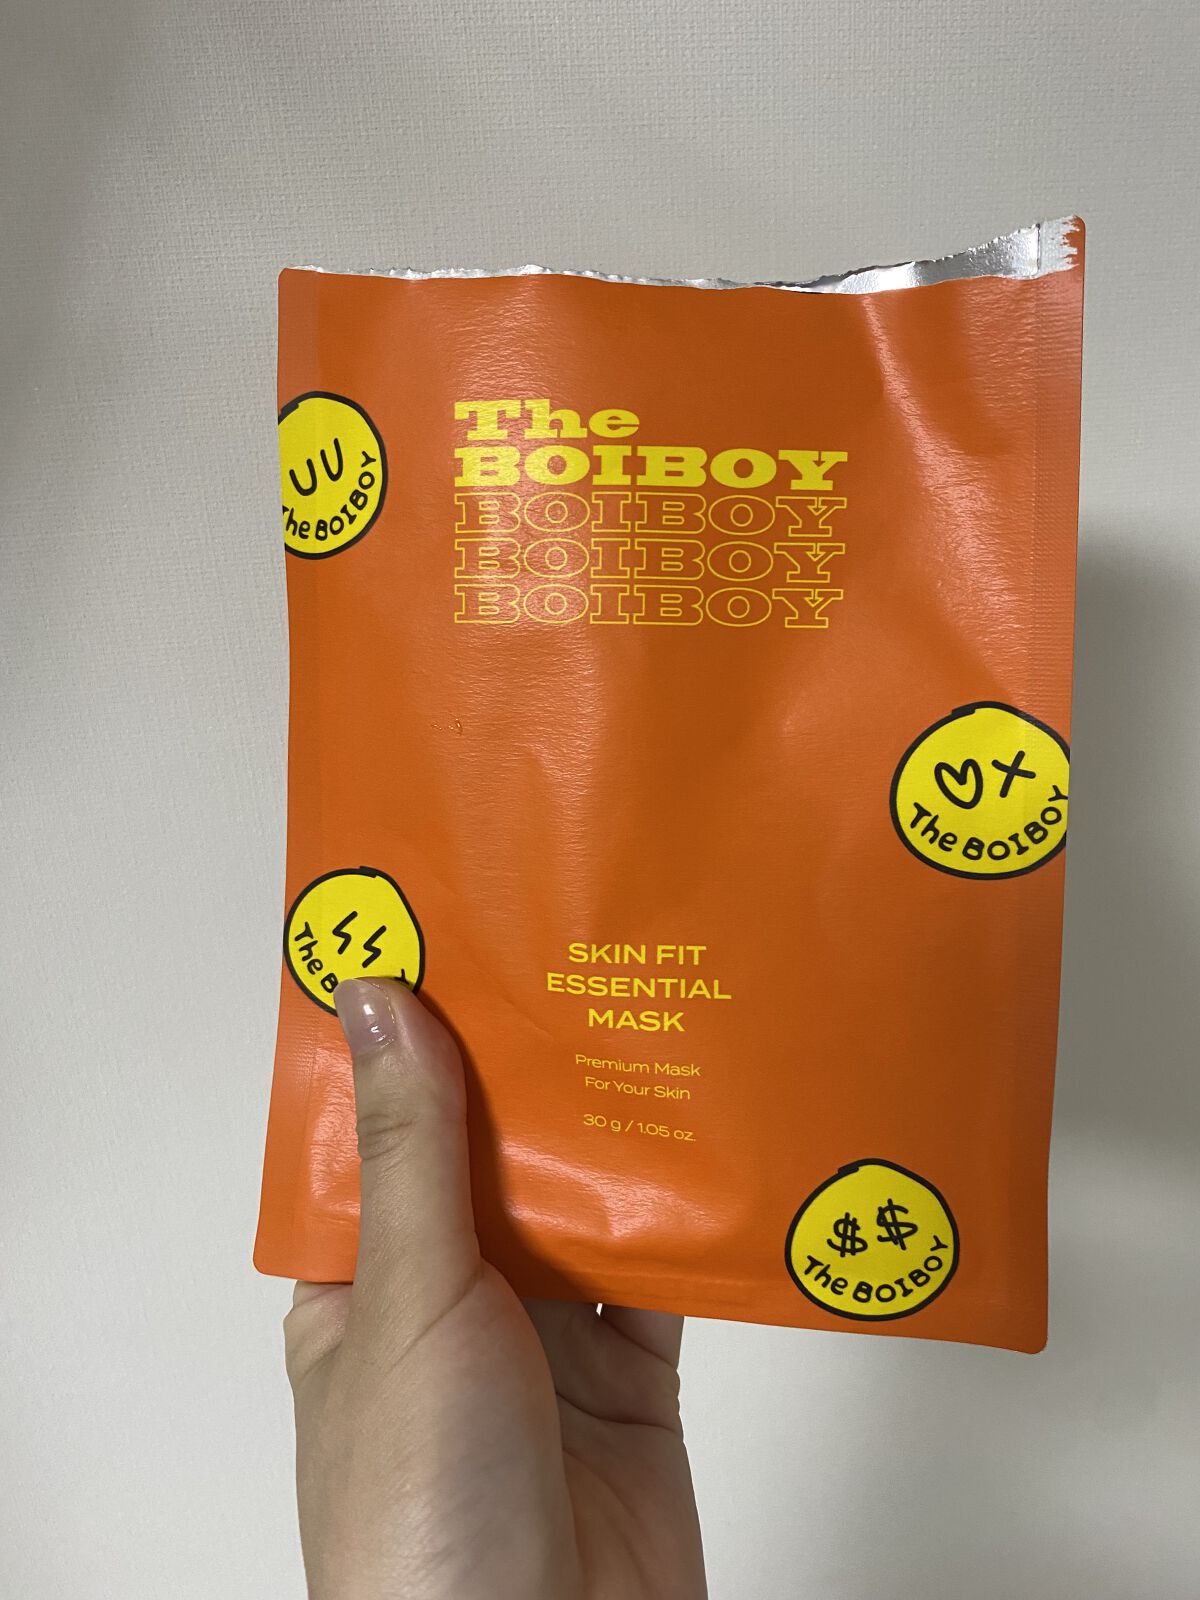 The
BOIBOY
BOIBOY
BOIBOY
BOIBOY
The BOIBOY
The BOIBOY
The B
SKIN FIT
ESSENTIAL
MASK
Premium Mask
For Your Skin
30 g / 1.05 oz.
$$
The BOIBOY